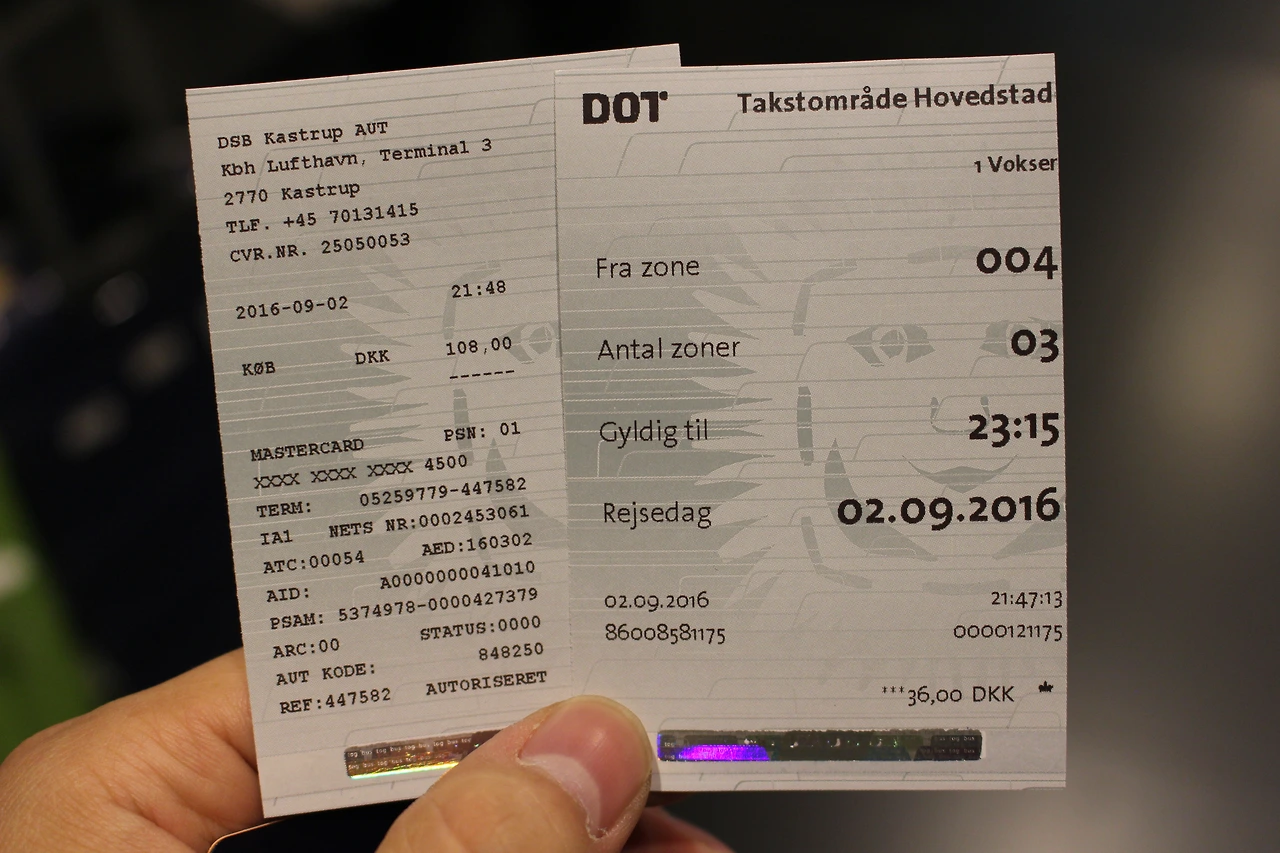 DSB Kastrup AUT
Kbh Lufthavn, Terminal 3
2770 Kastrup
TLF. +45 70131415
CVR.NR. 25050053
2016-09-02 21:48
KØB DKK 108,00
------
MASTERCARD PSN: 01
XXXX XXXX XXXX 4500
TERM: 05259779-447582
IA1 NETS NR:0002453061
ATC:00054 AED:160302
AID: A0000000041010
PSAM: 5374978-0000427379
ARC:00 STATUS:0000
AUT KODE: 848250
REF:447582 AUTORISERET
DOT Takstområde Hovedstad
1 Vokser
Fra zone 004
Antal zoner 03
Gyldig til 23:15
Rejsedag 02.09.2016
02.09.2016 21:47:13
86008581175 0000121175
***36,00 DKK